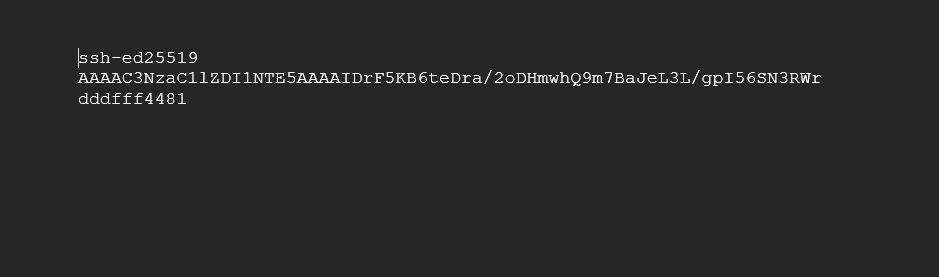 ssh-ed25519
AAAAC3NzaC1lZDI1NTE5AAAAIDrF5KB6teDra/2oDHmwhQ9m7BaJeL3L/gpI56SN3RWr
dddfff4481